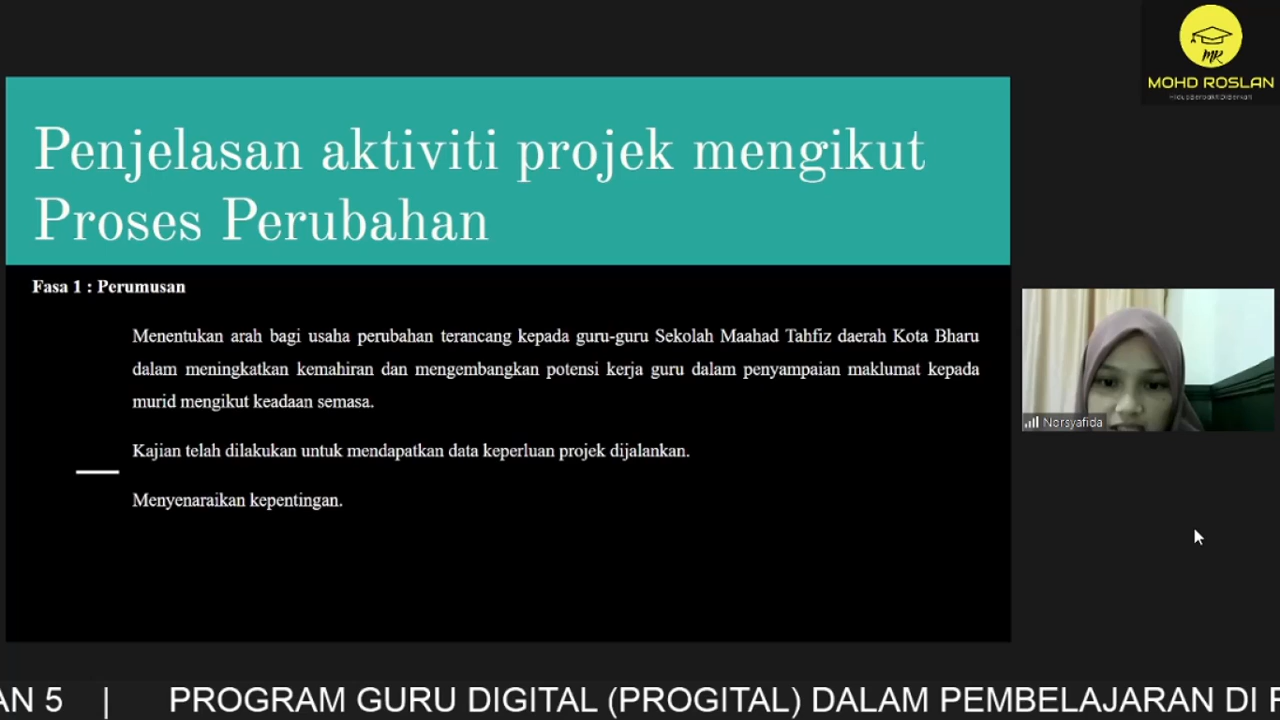 MR
MOHD ROSLAN
Penjelasan aktiviti projek mengikut
Proses Perubahan
Fasa 1 : Perumusan
Menentukan arah bagi usaha perubahan terancang kepada guru-guru Sekolah Maahad Tahfiz daerah Kota Bharu
dalam meningkatkan kemahiran dan mengembangkan potensi kerja guru dalam penyampaian maklumat kepada
murid mengikut keadaan semasa.
Kajian telah dilakukan untuk mendapatkan data keperluan projek dijalankan.
Menyenaraikan kepentingan.
Norsyafida
AN 5 | PROGRAM GURU DIGITAL (PROGITAL) DALAM PEMBELAJARAN DI